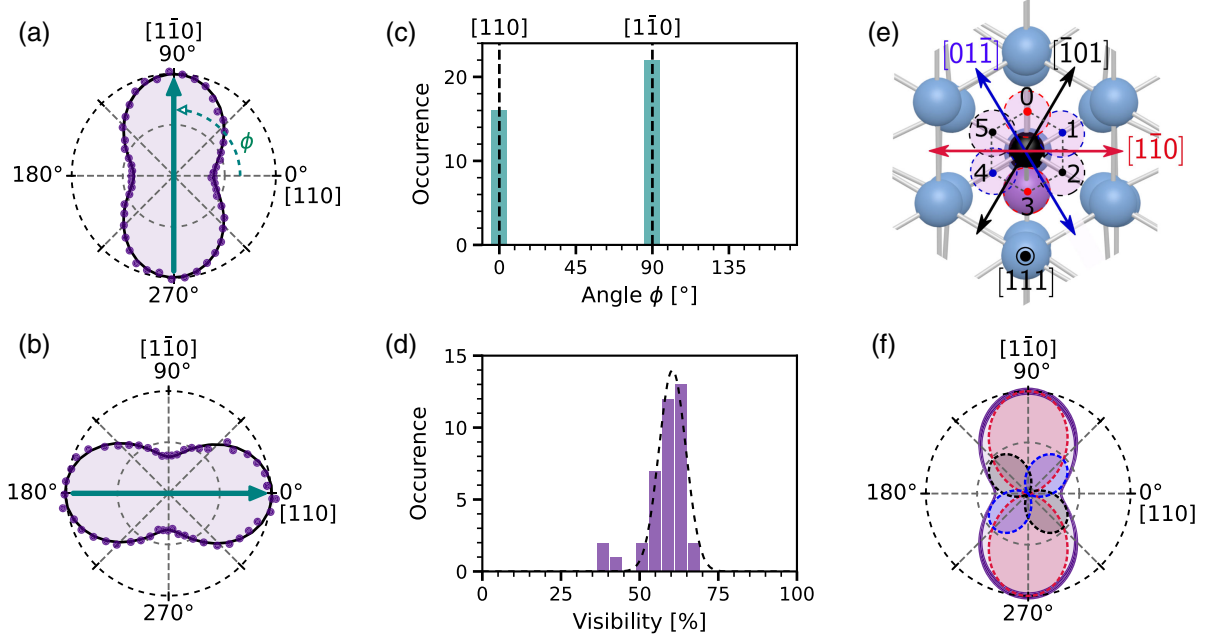 (a)
[11̄0]
90°
ϕ
180°
0°
[110]
270°
(b)
[11̄0]
90°
180°
0°
[110]
270°
(c)
[110] [11̄0]
20
10
0
Occurrence
0 45 90 135
Angle ϕ [°]
(d)
15
10
5
0
Occurence
0 25 50 75 100
Visibility [%]
(e)
[011̄] [1̄01]
0
5 1
[11̄0]
4 2
3
[111]
(f)
[11̄0]
90°
180°
0°
[110]
270°